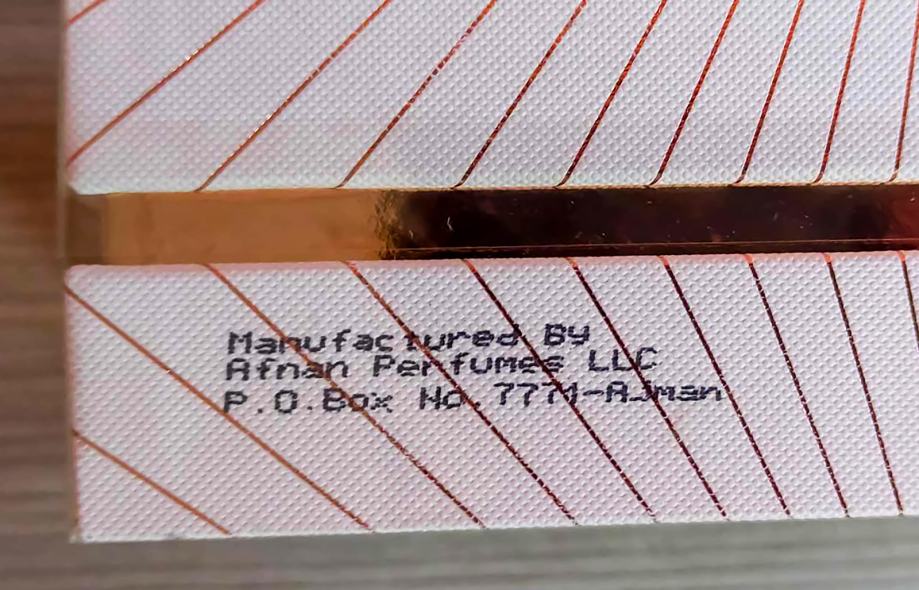 Manufactured By
Afnan Perfumes LLC
P.O.Box No.7771-AJman